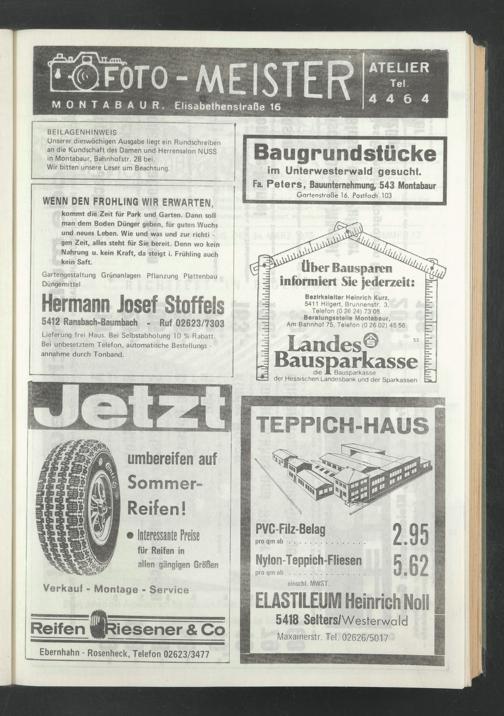 FOTO-MEISTER
MONTABAUR, Elisabethenstraße 16
ATELIER
Tel.
4464
BEILAGENHINWEIS
Unserer dieswöchigen Ausgabe liegt ein Rundschreiben
an die Kundschaft des Damen und Herrensalon NUSS
in Montabaur, Bahnhofstr. 28 bei.
Wir bitten unsere Leser um Beachtung.
Baugrundstücke
im Unterwesterwald gesucht.
Fa. Peters, Bauunternehmung, 543 Montabaur
Gartenstraße 16, Postfach 103
WENN DEN FROHLING WIR ERWARTEN,
kommt die Zeit für Park und Garten. Dann soll
man dem Boden Dünger geben, für guten Wuchs
und neues Leben. Wie und was und zur richti-
gen Zeit, alles steht für Sie bereit. Denn wo kein
Nahrung u. kein Kraft, da steigt i. Frühling auch
kein Saft.
Gartengestaltung Grünanlagen Pflanzung Plattenbau
Düngemittel
Hermann Josef Stoffels
5412 Ransbach-Baumbach - Ruf 02623/7303
Lieferung frei Haus. Bei Selbstabholung 10 % Rabatt.
Bei unbesetztem Telefon, automatische Bestellungs-
annahme durch Tonband.
Über Bausparen
informiert Sie jederzeit:
Bezirksleiter Heinrich Kurz,
5411 Hilgert, Brunnenstr. 3,
Telefon (0 26 24) 73 05
Beratungsstelle Montabaur,
Am Bahnhof 75, Telefon (0 26 02) 45 56
Landes
Bausparkasse
die Bausparkasse
der Hessischen Landesbank und der Sparkassen
Jetzt
umbereifen auf
Sommer-
Reifen!
● Interessante Preise
für Reifen in
allen gängigen Größen
Verkauf - Montage - Service
Reifen Riesener & Co
Ebernhahn - Rosenheck, Telefon 02623/3477
TEPPICH-HAUS
PVC-Filz-Belag
pro qm ab 2.95
Nylon-Teppich-Fliesen
pro qm ab 5.62
einschl. MWST.
ELASTILEUM Heinrich Noll
5418 Selters/Westerwald
Maxainerstr. Tel. 02626/5017